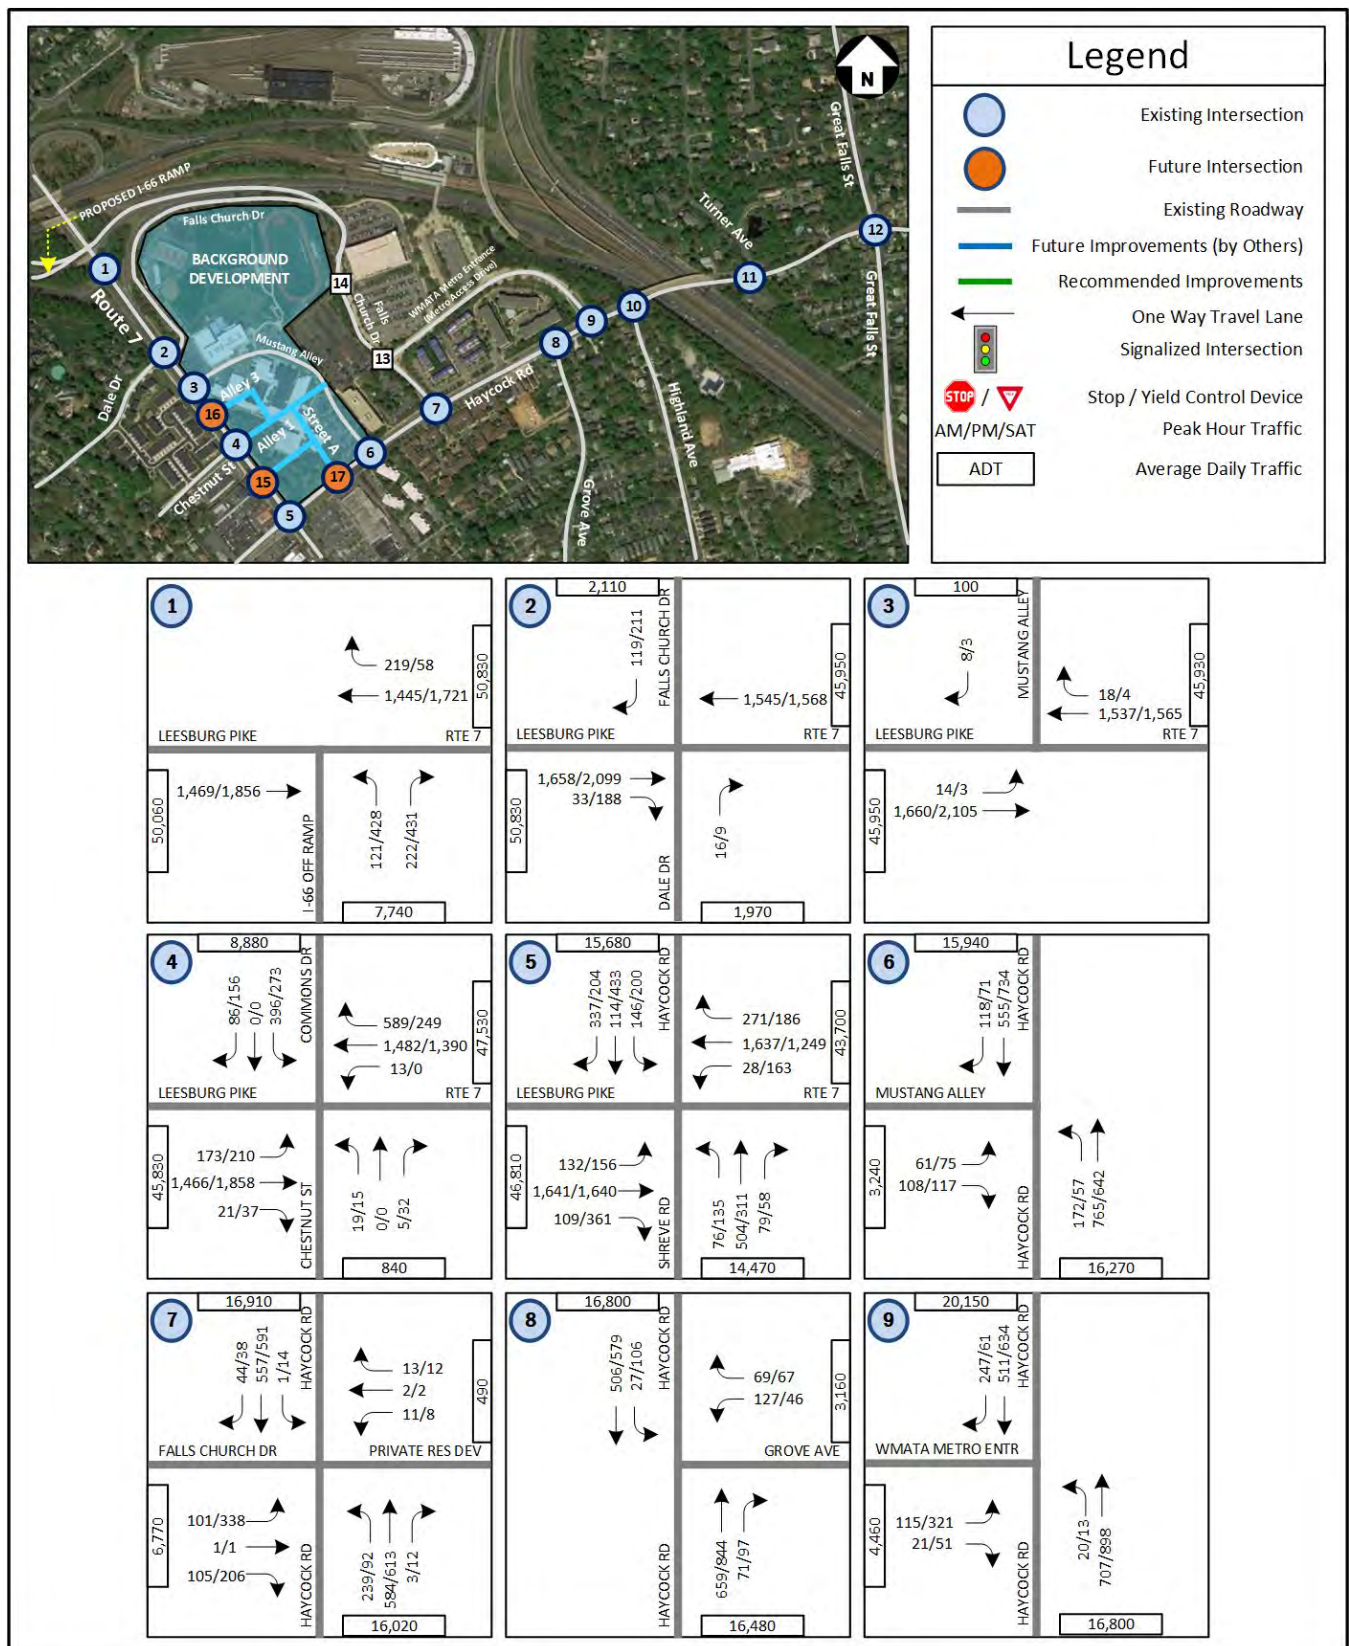 N
PROPOSED I-66 RAMP
Falls Church Dr
BACKGROUND
DEVELOPMENT
Route 7
Dale Dr
Mustang Alley
Alley 3
Alley 1
Street A
Chestnut St
Falls
Church Dr
WMATA Metro Entrance
(Metro Access Drive)
Haycock Rd
Grove Ave
Highland Ave
Turner Ave
Great Falls St
Great Falls St
1
2
3
16
4
15
5
17
6
7
13
14
8
9
10
11
12
Legend
Existing Intersection
Future Intersection
Existing Roadway
Future Improvements (by Others)
Recommended Improvements
One Way Travel Lane
Signalized Intersection
STOP / Stop / Yield Control Device
AM/PM/SAT Peak Hour Traffic
ADT Average Daily Traffic
1
219/58
1,445/1,721
50,830
LEESBURG PIKE
RTE 7
50,060
1,469/1,856
I-66 OFF RAMP
121/428
222/431
7,740
2
2,110
119/211
FALLS CHURCH DR
1,545/1,568
45,950
LEESBURG PIKE
RTE 7
50,830
1,658/2,099
33/188
DALE DR
16/9
1,970
3
100
8/3
MUSTANG ALLEY
18/4
1,537/1,565
45,930
LEESBURG PIKE
RTE 7
45,950
14/3
1,660/2,105
4
8,880
86/156
0/0
396/273
COMMONS DR
589/249
1,482/1,390
13/0
47,530
LEESBURG PIKE
RTE 7
45,830
173/210
1,466/1,858
21/37
CHESTNUT ST
19/15
0/0
5/32
840
5
15,680
337/204
114/433
146/200
HAYCOCK RD
271/186
1,637/1,249
28/163
43,700
LEESBURG PIKE
RTE 7
46,810
132/156
1,641/1,640
109/361
SHREVE RD
76/135
504/311
79/58
14,470
6
15,940
118/71
555/734
HAYCOCK RD
MUSTANG ALLEY
3,240
61/75
108/117
HAYCOCK RD
172/57
765/642
16,270
7
16,910
44/38
557/591
1/14
HAYCOCK RD
13/12
2/2
11/8
490
FALLS CHURCH DR
PRIVATE RES DEV
6,770
101/338
1/1
105/206
HAYCOCK RD
239/92
584/613
3/12
16,020
8
16,800
506/579
27/106
HAYCOCK RD
69/67
127/46
3,160
GROVE AVE
HAYCOCK RD
659/844
71/97
16,480
9
20,150
247/61
511/634
HAYCOCK RD
WMATA METRO ENTR
4,460
115/321
21/51
HAYCOCK RD
20/13
707/898
16,800